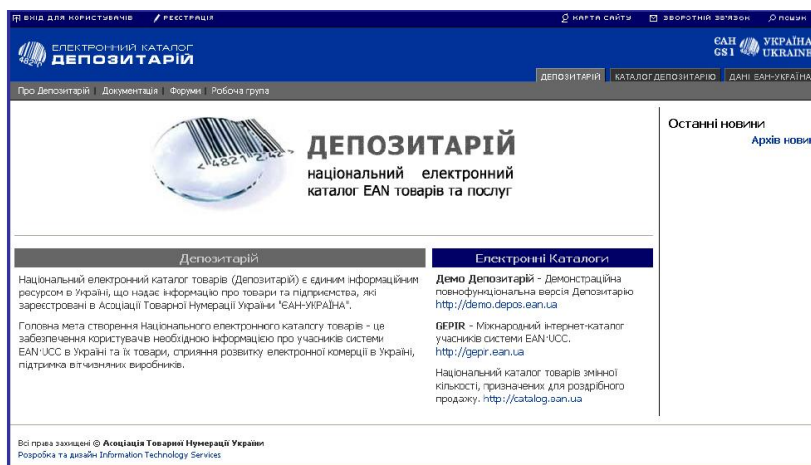 ВХІД ДЛЯ КОРИСТУВАЧІВ РЕЄСТРАЦІЯ КАРТА САЙТУ ЗВОРОТНІЙ ЗВ'ЯЗОК ПОШУК
ЕЛЕКТРОННИЙ КАТАЛОГ
ДЕПОЗИТАРІЙ
ЄАН УКРАЇНА
GS1 UKRAINE
ДЕПОЗИТАРІЙ КАТАЛОГ ДЕПОЗИТАРІЮ ДАНІ ЕАН-УКРАЇНА
Про Депозитарій | Документація | Форуми | Робоча група
ДЕПОЗИТАРІЙ
національний електронний
каталог EAN товарів та послуг
Останні новини
Архів новин
Депозитарій
Національний електронний каталог товарів (Депозитарій) є єдиним інформаційним
ресурсом в Україні, що надає інформацію про товари та підприємства, які
зареєстровані в Асоціації Товарної Нумерації України "ЄАН-УКРАЇНА".
Головна мета створення Національного електронного каталогу товарів - це
забезпечення користувачів необхідною інформацією про учасників системи
EAN·UCC в Україні та їх товари, сприяння розвитку електронної комерції в Україні,
підтримка вітчизняних виробників.
Електронні Каталоги
Демо Депозитарій - Демонстраційна
повнофункціональна версія Депозитарію
http://demo.depos.ean.ua
GEPIR - Міжнародний інтернет-каталог
учасників системи EAN·UCC.
http://gepir.ean.ua
Національний каталог товарів змінної
кількості, призначених для роздрібного
продажу. http://catalog.ean.ua
Всі права захищені © Асоціація Товарної Нумерації України
Розробка та дизайн Information Technology Services